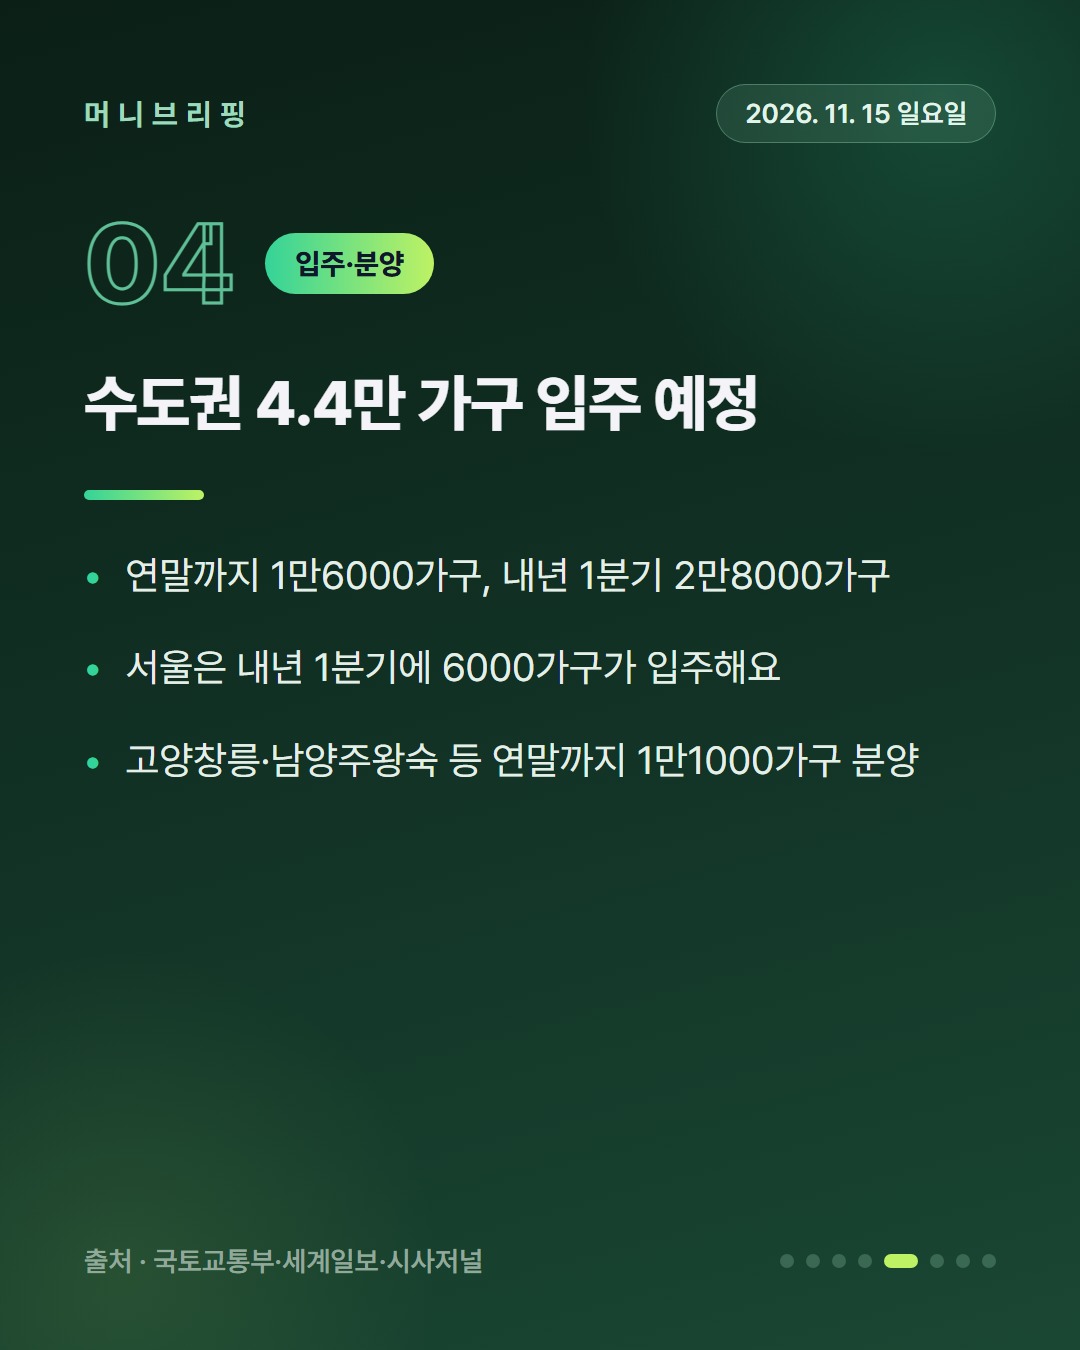 머니브리핑
2026. 11. 15 일요일
04
입주·분양
수도권 4.4만 가구 입주 예정
• 연말까지 1만6000가구, 내년 1분기 2만8000가구
• 서울은 내년 1분기에 6000가구가 입주해요
• 고양창릉·남양주왕숙 등 연말까지 1만1000가구 분양
출처 · 국토교통부·세계일보·시사저널